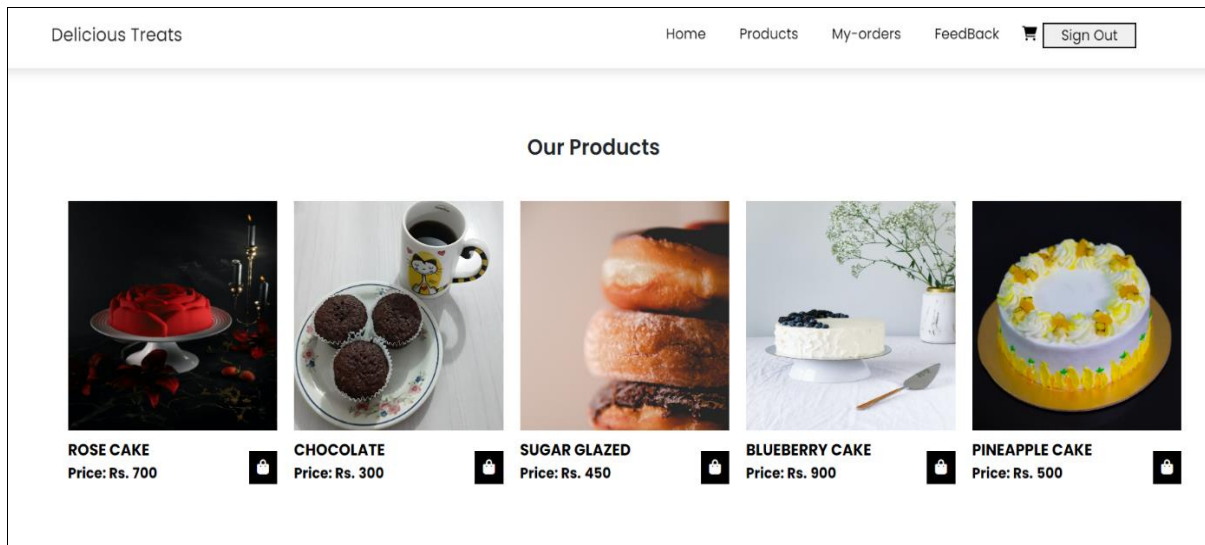 Delicious Treats
Home Products My-orders FeedBack Sign Out
Our Products
ROSE CAKE
Price: Rs. 700
CHOCOLATE
Price: Rs. 300
SUGAR GLAZED
Price: Rs. 450
BLUEBERRY CAKE
Price: Rs. 900
PINEAPPLE CAKE
Price: Rs. 500